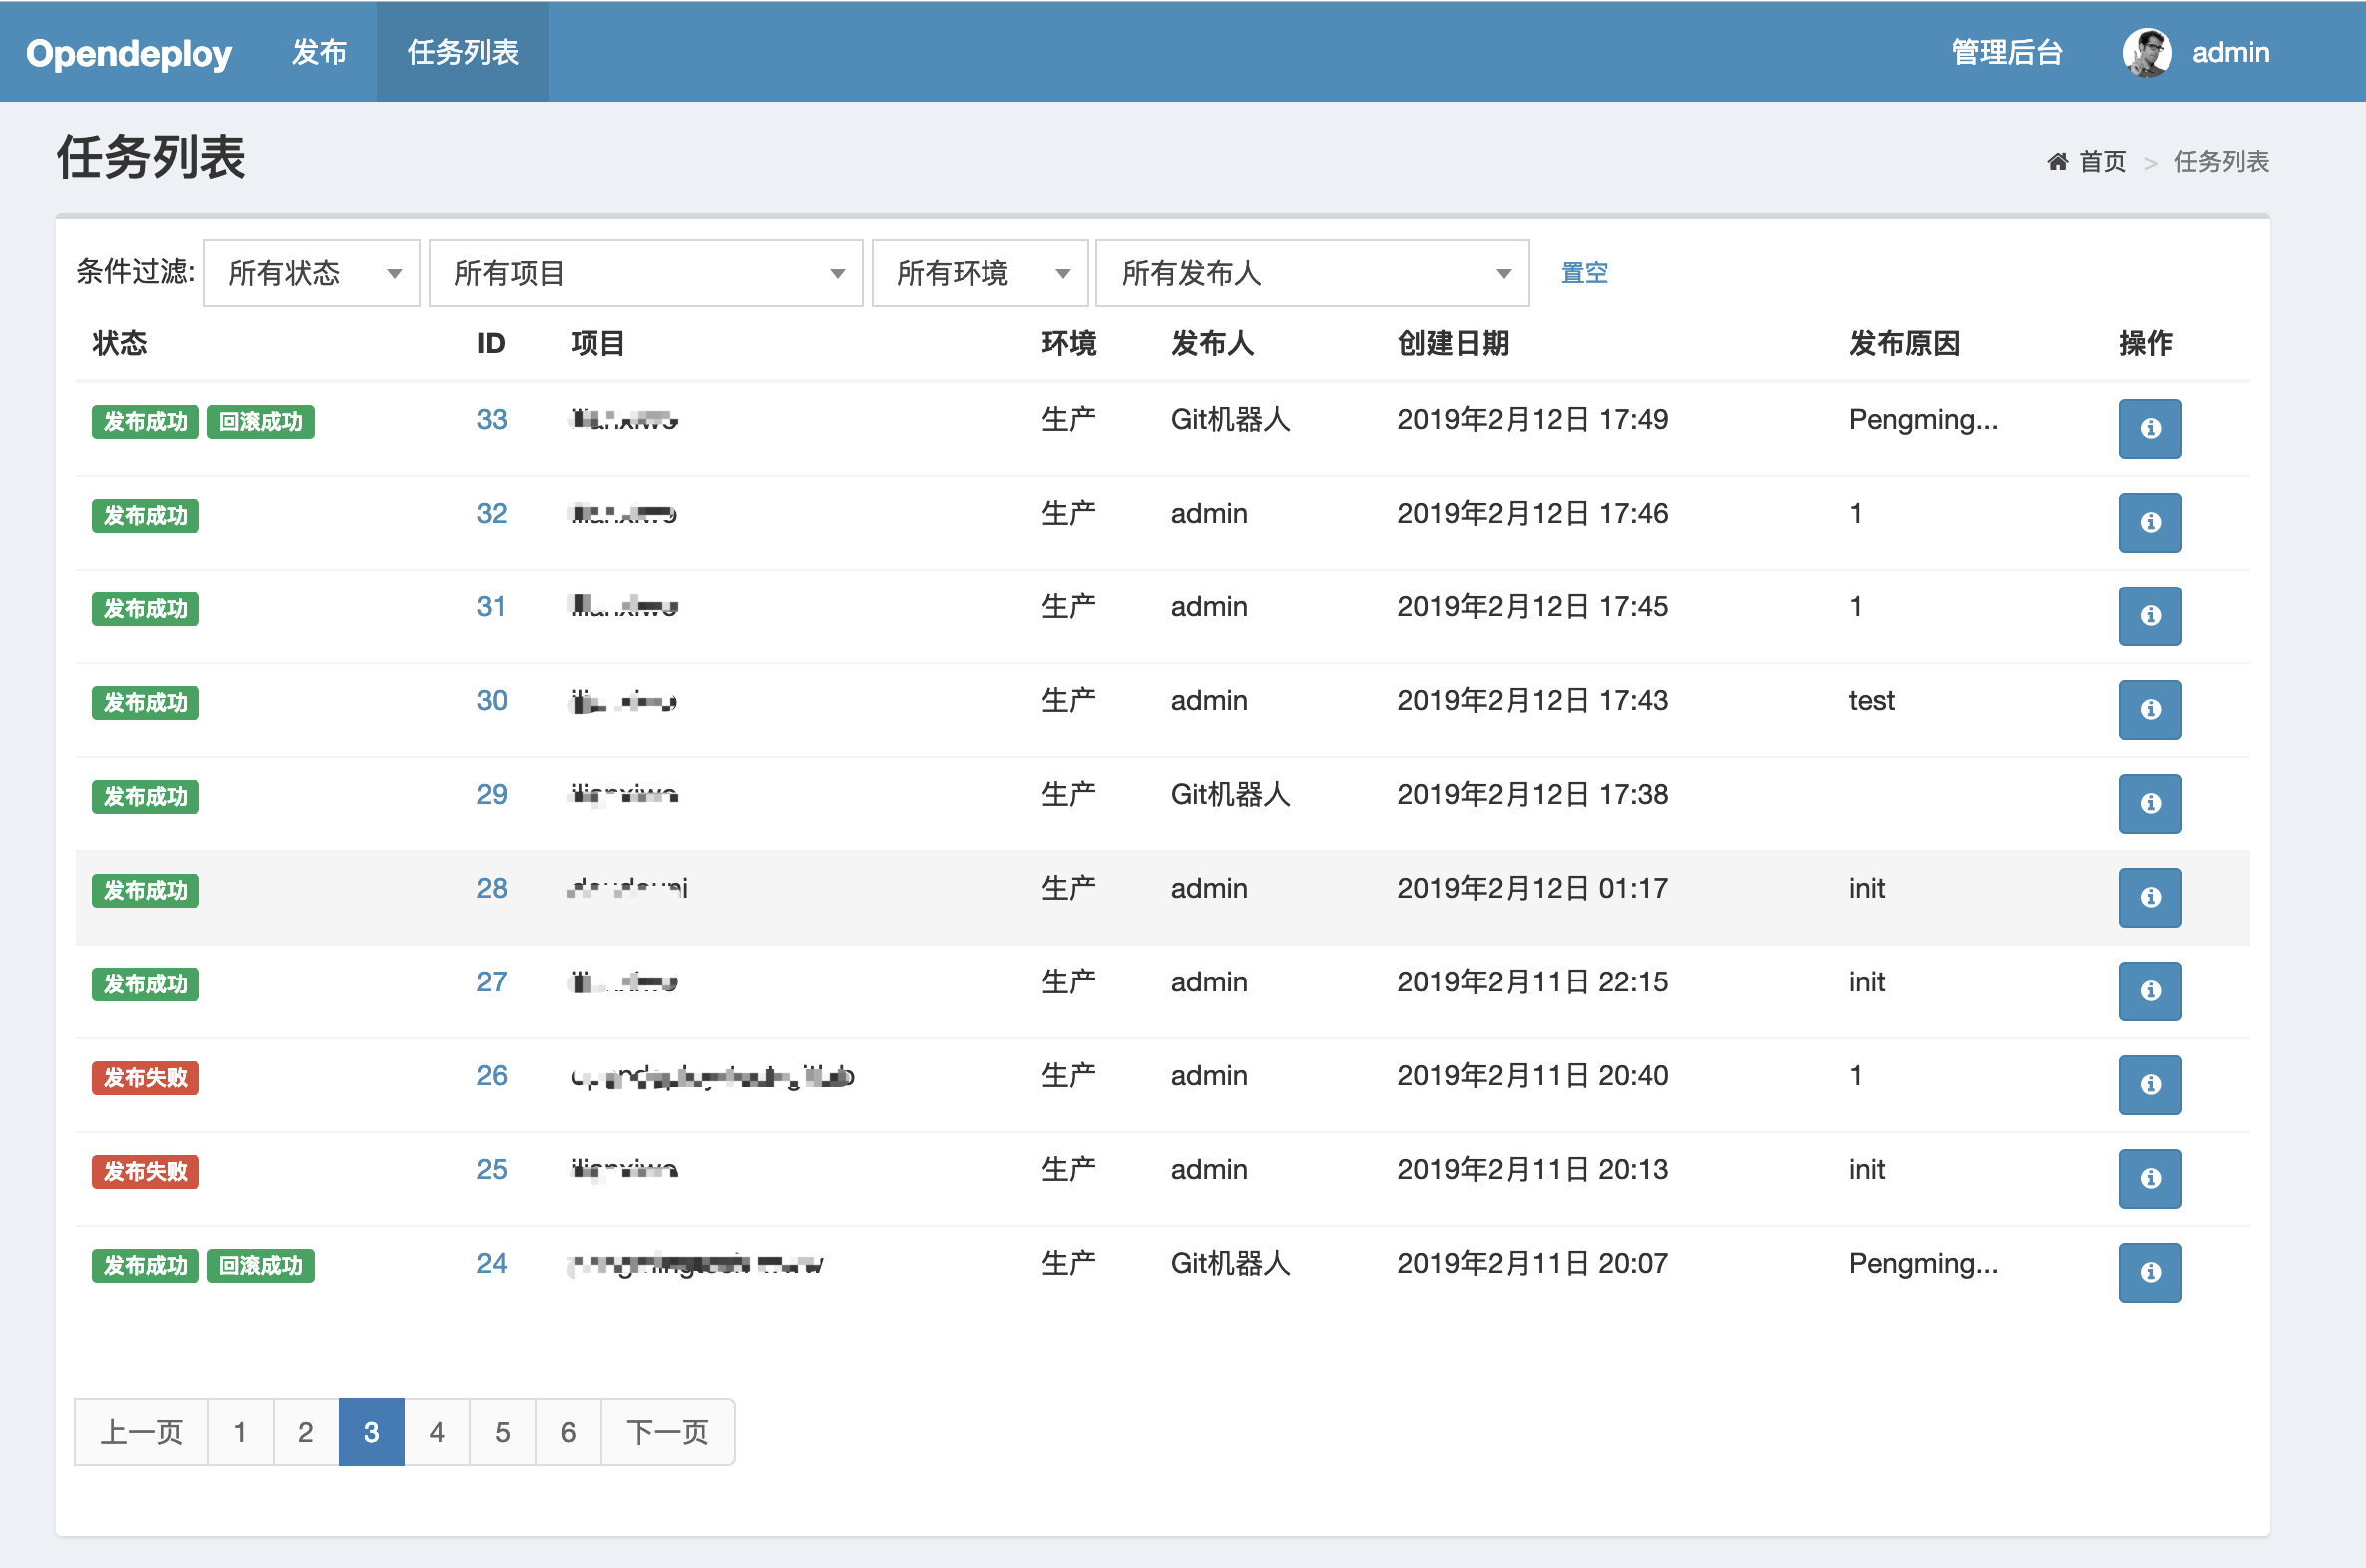 Opendeploy 发布 任务列表 管理后台 admin
任务列表 首页 > 任务列表
条件过滤: 所有状态 所有项目 所有环境 所有发布人 置空
状态 ID 项目 环境 发布人 创建日期 发布原因 操作
发布成功 回滚成功 33 生产 Git机器人 2019年2月12日 17:49 Pengming...
发布成功 32 生产 admin 2019年2月12日 17:46 1
发布成功 31 生产 admin 2019年2月12日 17:45 1
发布成功 30 生产 admin 2019年2月12日 17:43 test
发布成功 29 生产 Git机器人 2019年2月12日 17:38
发布成功 28 生产 admin 2019年2月12日 01:17 init
发布成功 27 生产 admin 2019年2月11日 22:15 init
发布失败 26 生产 admin 2019年2月11日 20:40 1
发布失败 25 生产 admin 2019年2月11日 20:13 init
发布成功 回滚成功 24 生产 Git机器人 2019年2月11日 20:07 Pengming...
上一页 1 2 3 4 5 6 下一页